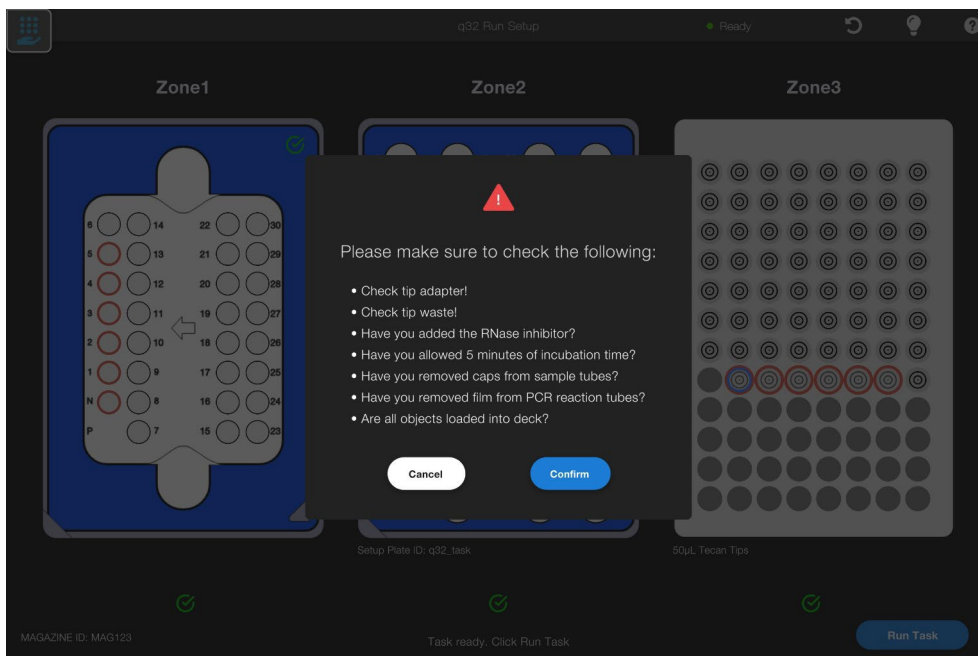 q32 Run Setup
Ready
?
Zone1
Zone2
Zone3
6 14 22 30
5 13 21 29
4 12 20 28
3 11 19 27
2 10 18 26
1 9 17 25
N 8 16 24
P 7 15 23
!
Please make sure to check the following:
• Check tip adapter!
• Check tip waste!
• Have you added the RNase inhibitor?
• Have you allowed 5 minutes of incubation time?
• Have you removed caps from sample tubes?
• Have you removed film from PCR reaction tubes?
• Are all objects loaded into deck?
Cancel
Confirm
Setup Plate ID: q32_task
50µL Tecan Tips
MAGAZINE ID: MAG123
Task ready. Click Run Task
Run Task